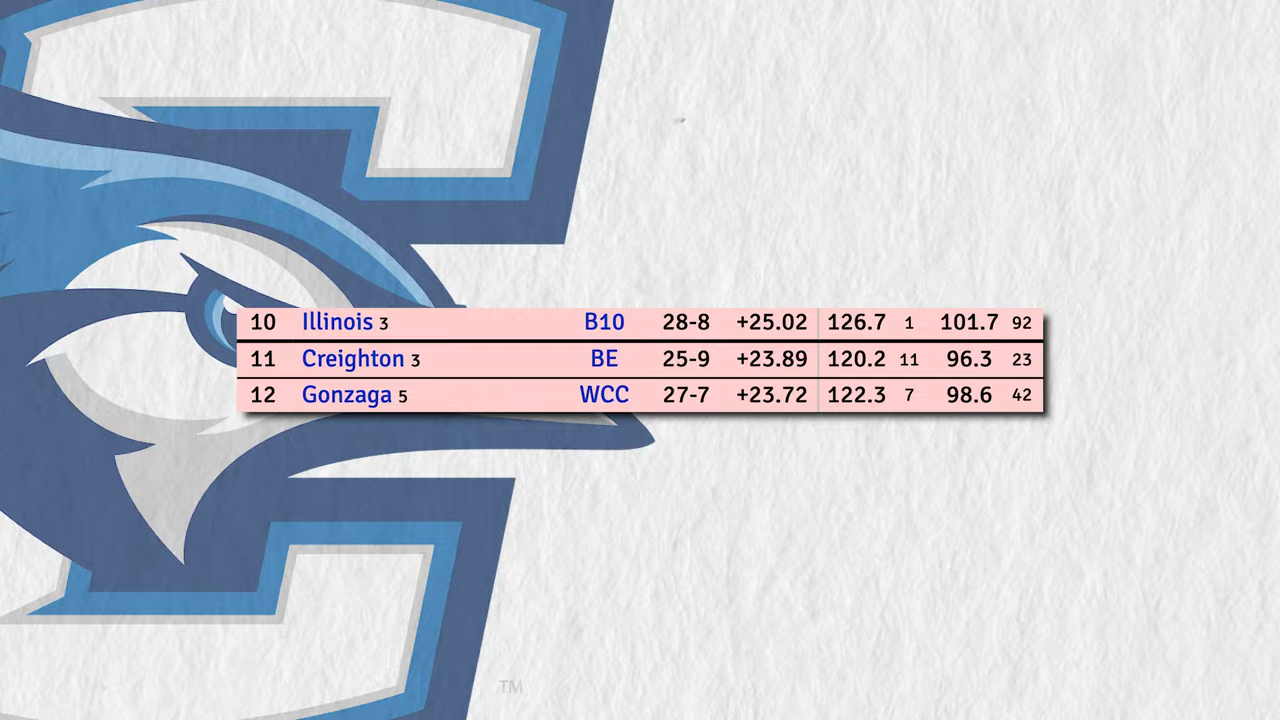 10 Illinois 3 B10 28-8 +25.02 126.7 1 101.7 92
11 Creighton 3 BE 25-9 +23.89 120.2 11 96.3 23
12 Gonzaga 5 WCC 27-7 +23.72 122.3 7 98.6 42
TM